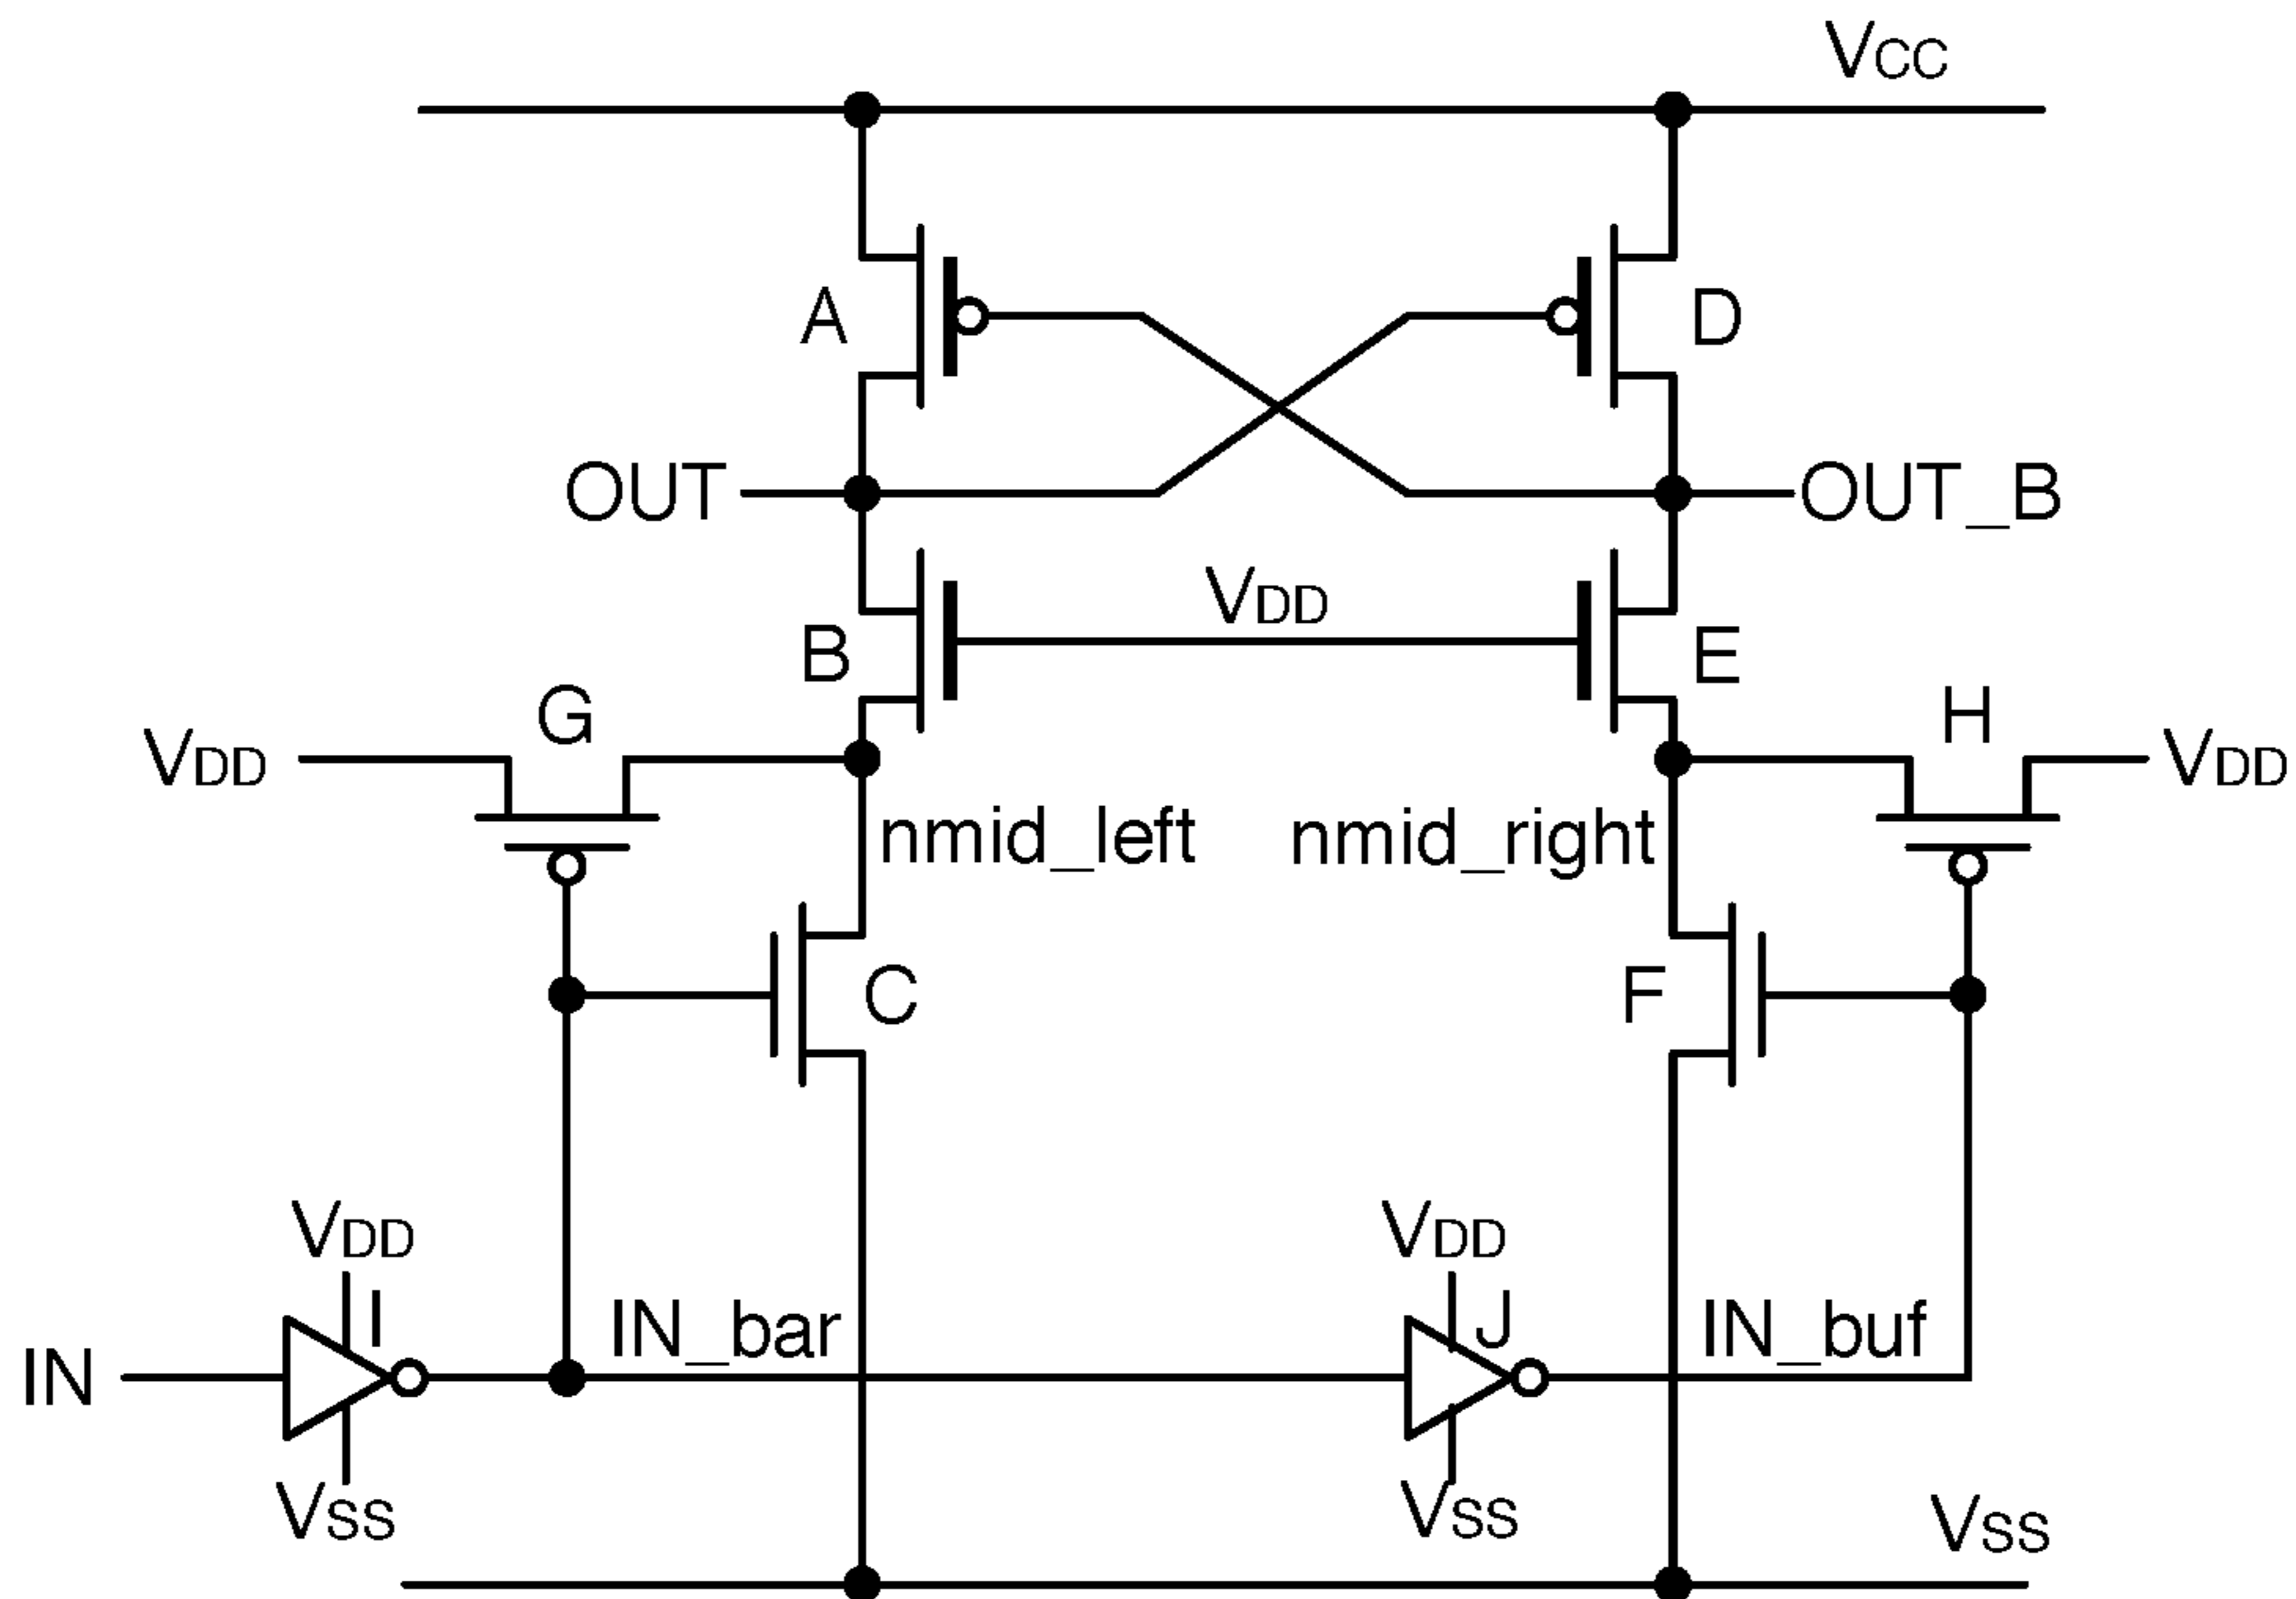 VCC
A
D
OUT
OUT_B
VDD
B
E
G
H
VDD
VDD
nmid_left
nmid_right
C
F
VDD
VDD
I
IN_bar
J
IN_buf
IN
VSS
VSS
VSS